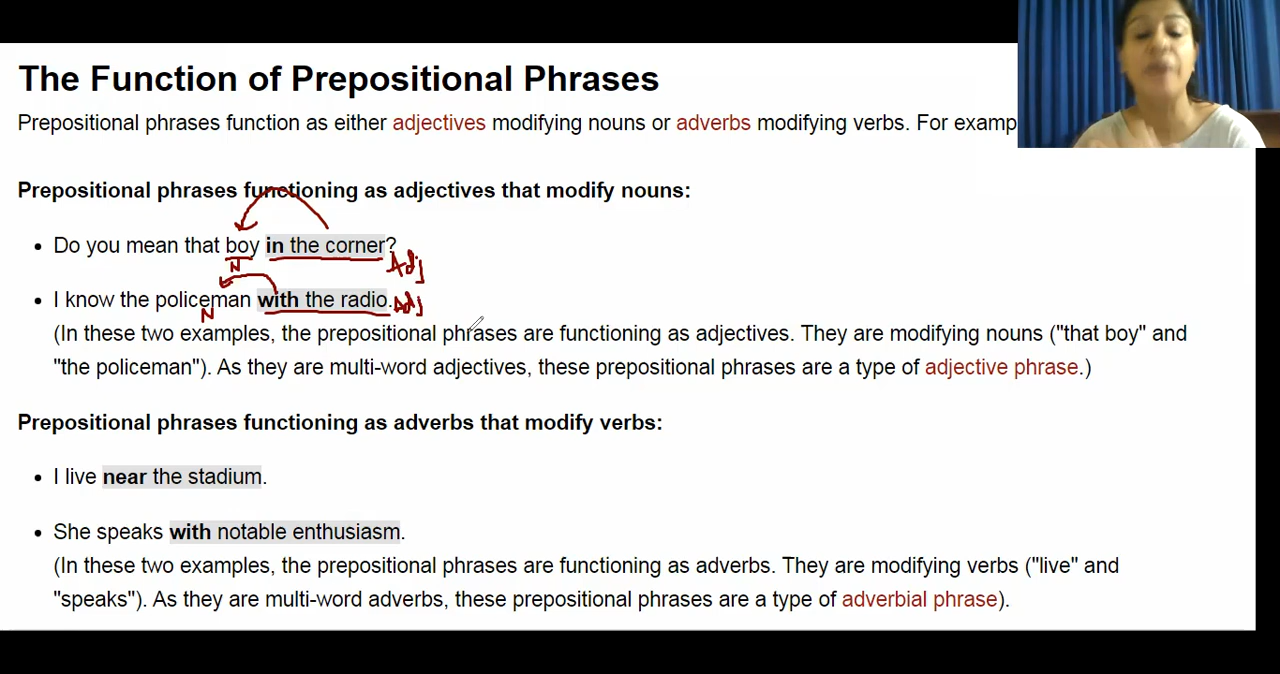 The Function of Prepositional Phrases
Prepositional phrases function as either adjectives modifying nouns or adverbs modifying verbs. For examp
Prepositional phrases functioning as adjectives that modify nouns:
• Do you mean that boy in the corner?
N
Adj
• I know the policeman with the radio.
N
Adj
(In these two examples, the prepositional phrases are functioning as adjectives. They are modifying nouns ("that boy" and
"the policeman"). As they are multi-word adjectives, these prepositional phrases are a type of adjective phrase.)
Prepositional phrases functioning as adverbs that modify verbs:
• I live near the stadium.
• She speaks with notable enthusiasm.
(In these two examples, the prepositional phrases are functioning as adverbs. They are modifying verbs ("live" and
"speaks"). As they are multi-word adverbs, these prepositional phrases are a type of adverbial phrase).